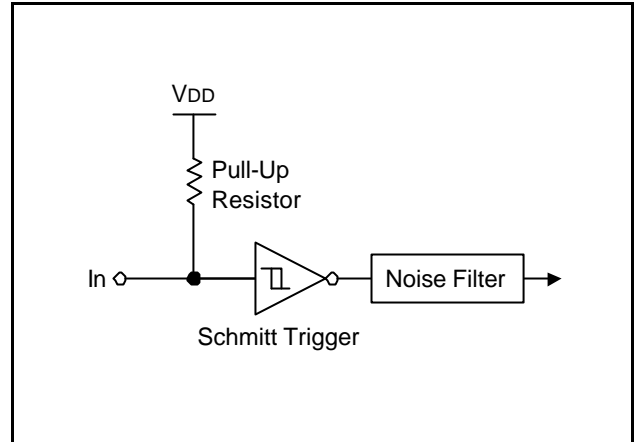 VDD
Pull-Up
Resistor
In
Noise Filter
Schmitt Trigger